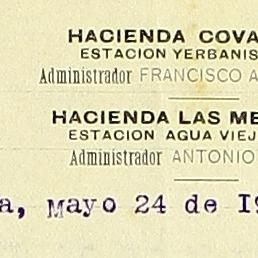 HACIENDA COVA
ESTACION YERBANIS
Administrador FRANCISCO A
HACIENDA LAS ME
ESTACION AGUA VIEJ
Administrador ANTONIO
a, Mayo 24 de 19